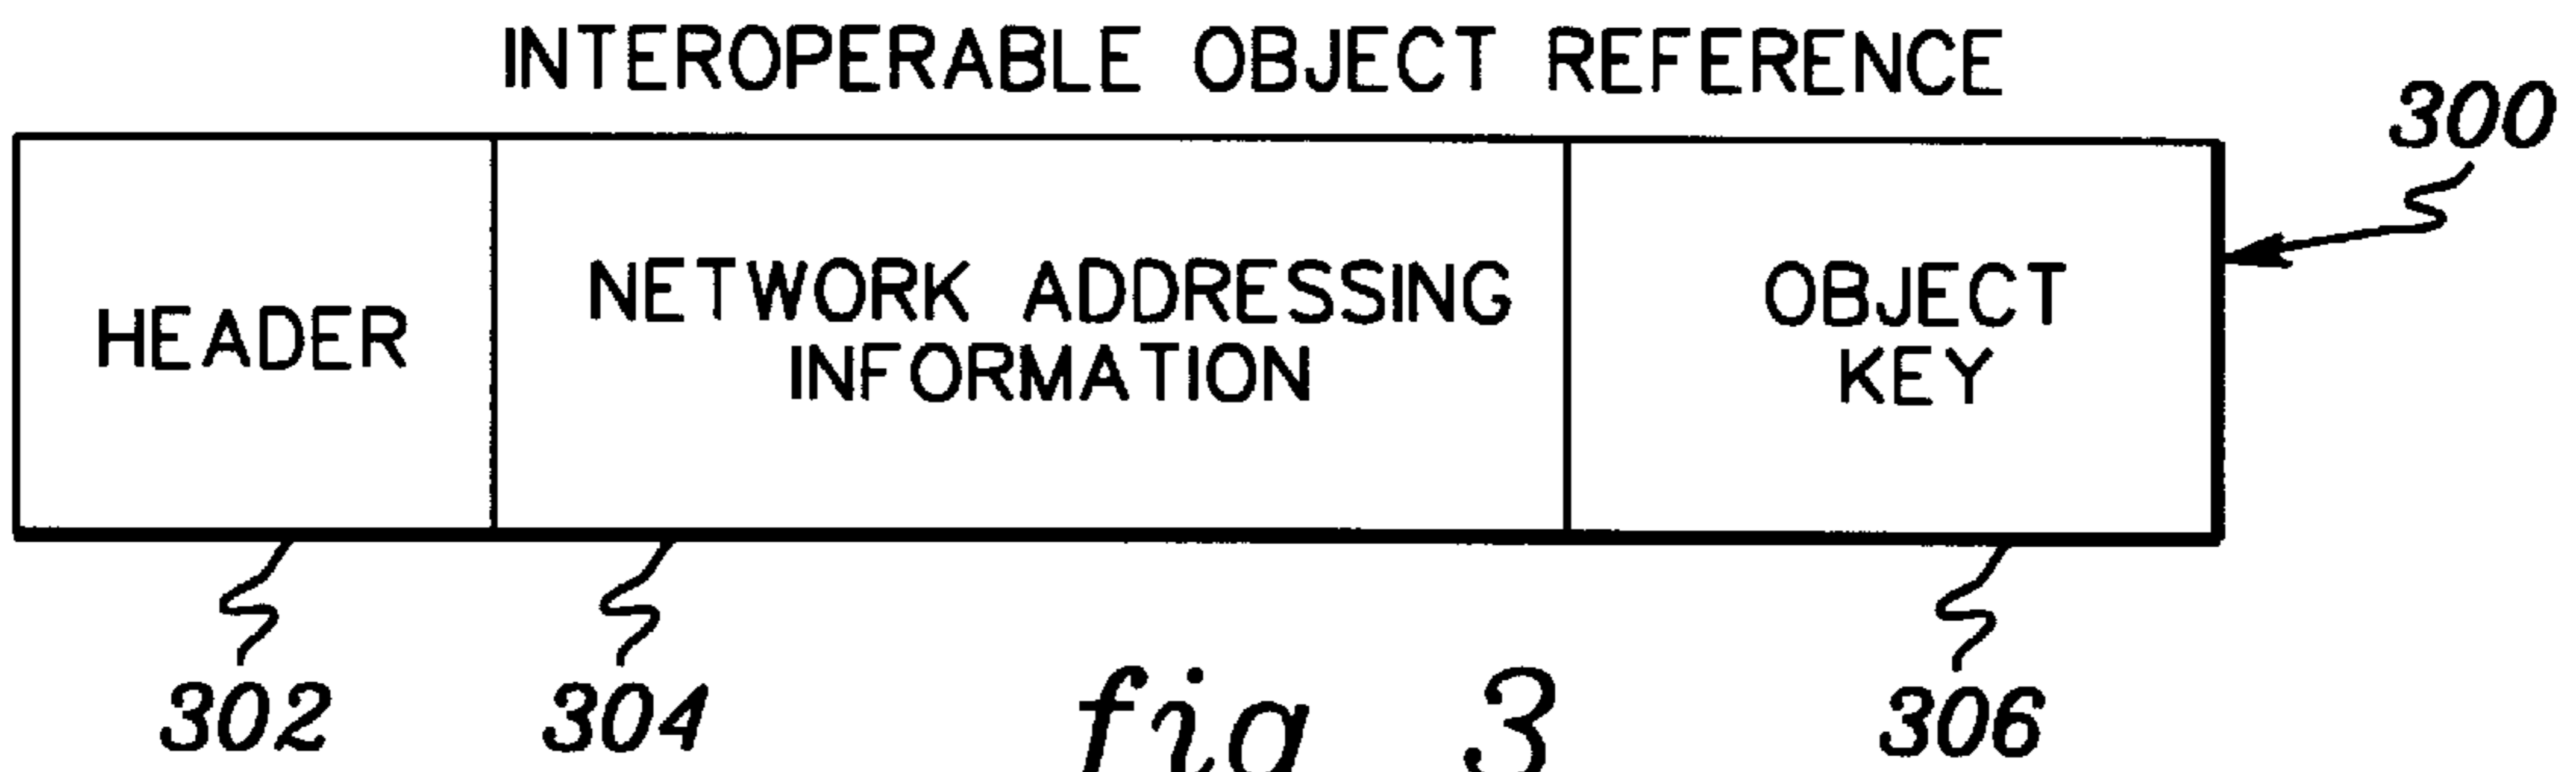 INTEROPERABLE OBJECT REFERENCE
300
HEADER
NETWORK ADDRESSING
INFORMATION
OBJECT
KEY
302
304
306
fig 3